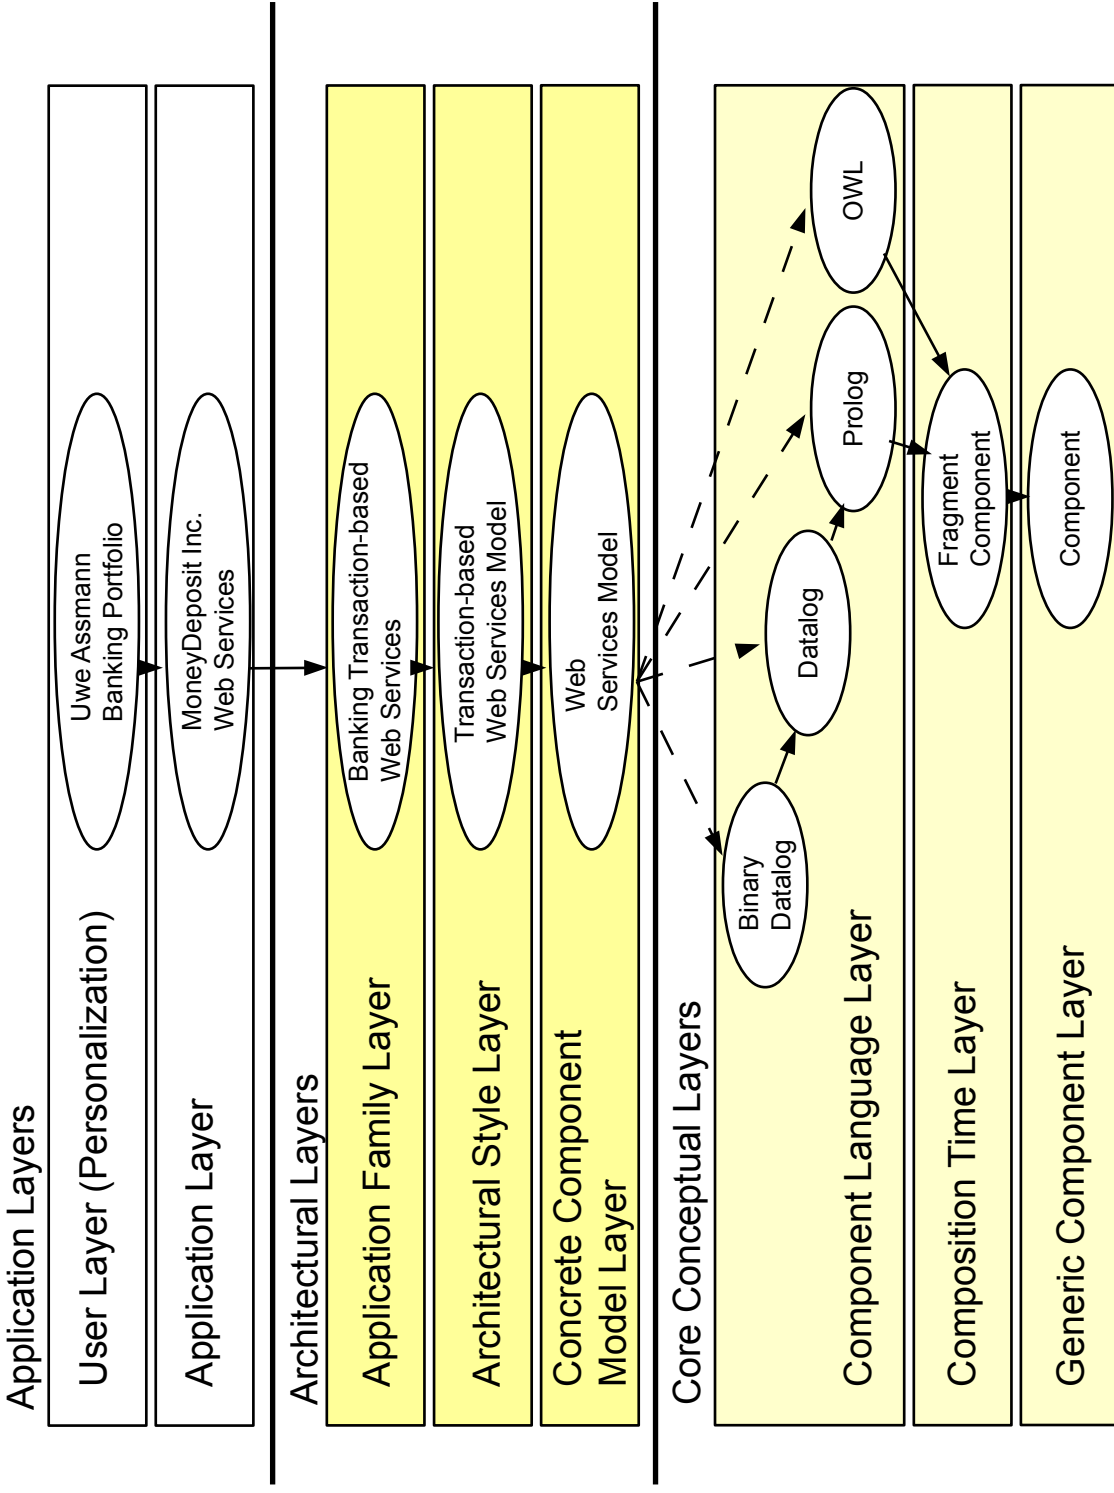 Application Layers
User Layer (Personalization)
Uwe Assmann
Banking Portfolio
Application Layer
MoneyDeposit Inc.
Web Services
Architectural Layers
Application Family Layer
Banking Transaction-based
Web Services
Architectural Style Layer
Transaction-based
Web Services Model
Concrete Component
Model Layer
Web
Services Model
Core Conceptual Layers
Component Language Layer
Binary
Datalog
Datalog
Prolog
OWL
Composition Time Layer
Fragment
Component
Generic Component Layer
Component